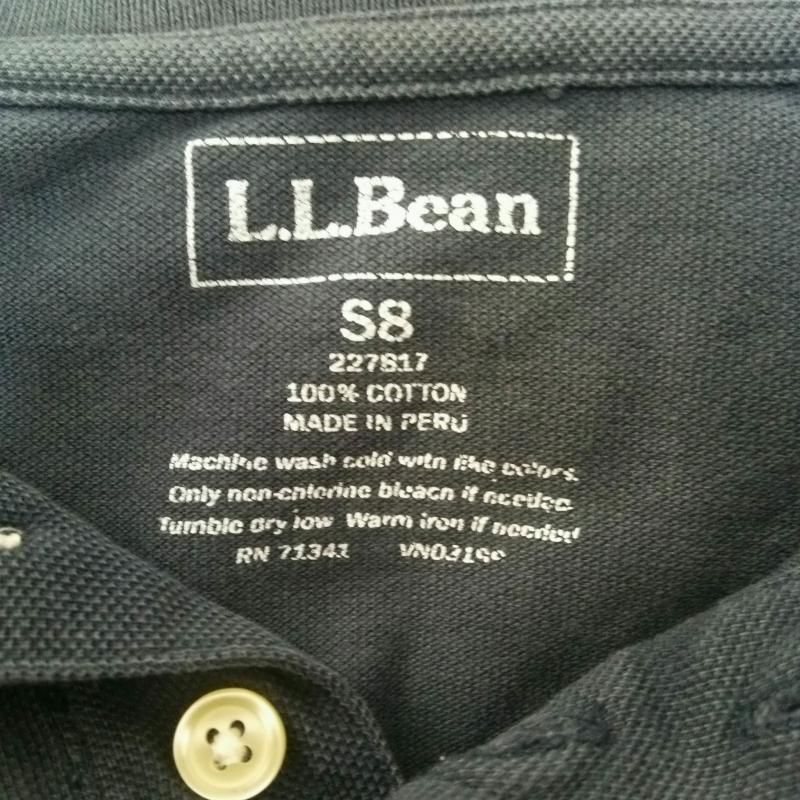 L.L.Bean
S8
227817
100% COTTON
MADE IN PERU
Machine wash cold with like colors.
Only non-chlorine bleach if needed.
Tumble dry low Warm iron if needed
RN 71341